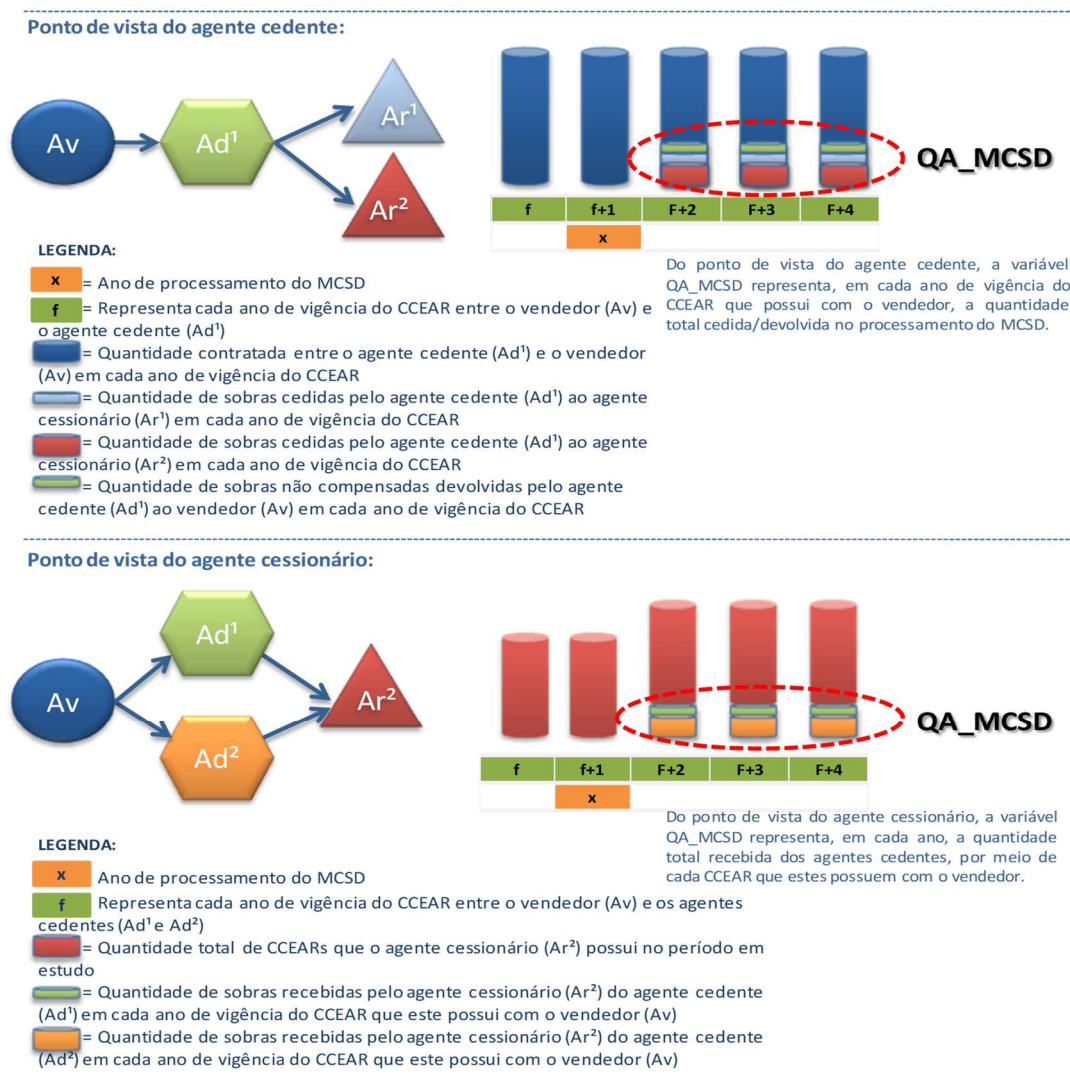 Ponto de vista do agente cedente:
Av
Ad¹
Ar¹
Ar²
QA_MCSD
f f+1 F+2 F+3 F+4
x
LEGENDA:
x = Ano de processamento do MCSD
f = Representa cada ano de vigência do CCEAR entre o vendedor (Av) e
o agente cedente (Ad¹)
= Quantidade contratada entre o agente cedente (Ad¹) e o vendedor
(Av) em cada ano de vigência do CCEAR
= Quantidade de sobras cedidas pelo agente cedente (Ad¹) ao agente
cessionário (Ar¹) em cada ano de vigência do CCEAR
= Quantidade de sobras cedidas pelo agente cedente (Ad¹) ao agente
cessionário (Ar²) em cada ano de vigência do CCEAR
= Quantidade de sobras não compensadas devolvidas pelo agente
cedente (Ad¹) ao vendedor (Av) em cada ano de vigência do CCEAR
Do ponto de vista do agente cedente, a variável
QA_MCSD representa, em cada ano de vigência do
CCEAR que possui com o vendedor, a quantidade
total cedida/devolvida no processamento do MCSD.
Ponto de vista do agente cessionário:
Av
Ad¹
Ad²
Ar²
QA_MCSD
f f+1 F+2 F+3 F+4
x
LEGENDA:
x Ano de processamento do MCSD
f Representa cada ano de vigência do CCEAR entre o vendedor (Av) e os agentes
cedentes (Ad¹ e Ad²)
= Quantidade total de CCEARs que o agente cessionário (Ar²) possui no período em
estudo
= Quantidade de sobras recebidas pelo agente cessionário (Ar²) do agente cedente
(Ad¹) em cada ano de vigência do CCEAR que este possui com o vendedor (Av)
= Quantidade de sobras recebidas pelo agente cessionário (Ar²) do agente cedente
(Ad²) em cada ano de vigência do CCEAR que este possui com o vendedor (Av)
Do ponto de vista do agente cessionário, a variável
QA_MCSD representa, em cada ano, a quantidade
total recebida dos agentes cedentes, por meio de
cada CCEAR que estes possuem com o vendedor.